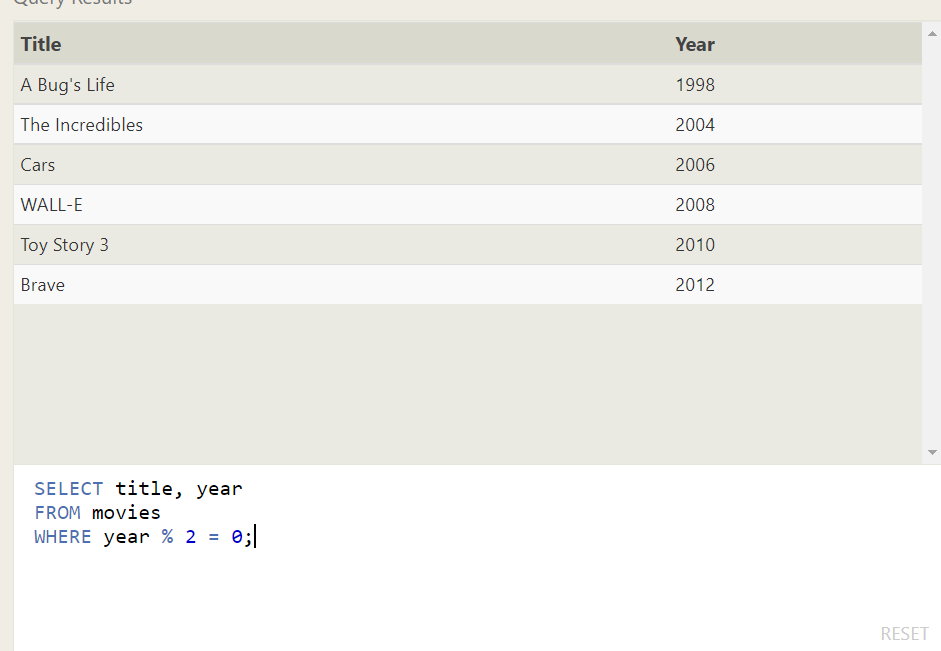 Query Results
Title Year
A Bug's Life 1998
The Incredibles 2004
Cars 2006
WALL-E 2008
Toy Story 3 2010
Brave 2012
SELECT title, year
FROM movies
WHERE year % 2 = 0;
RESET